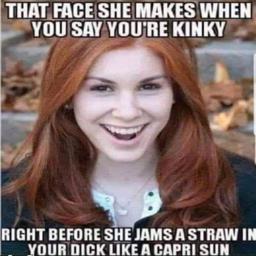 THAT FACE SHE MAKES WHEN
YOU SAY YOU'RE KINKY
RIGHT BEFORE SHE JAMS A STRAW IN
YOUR DICK LIKE A CAPRI SUN